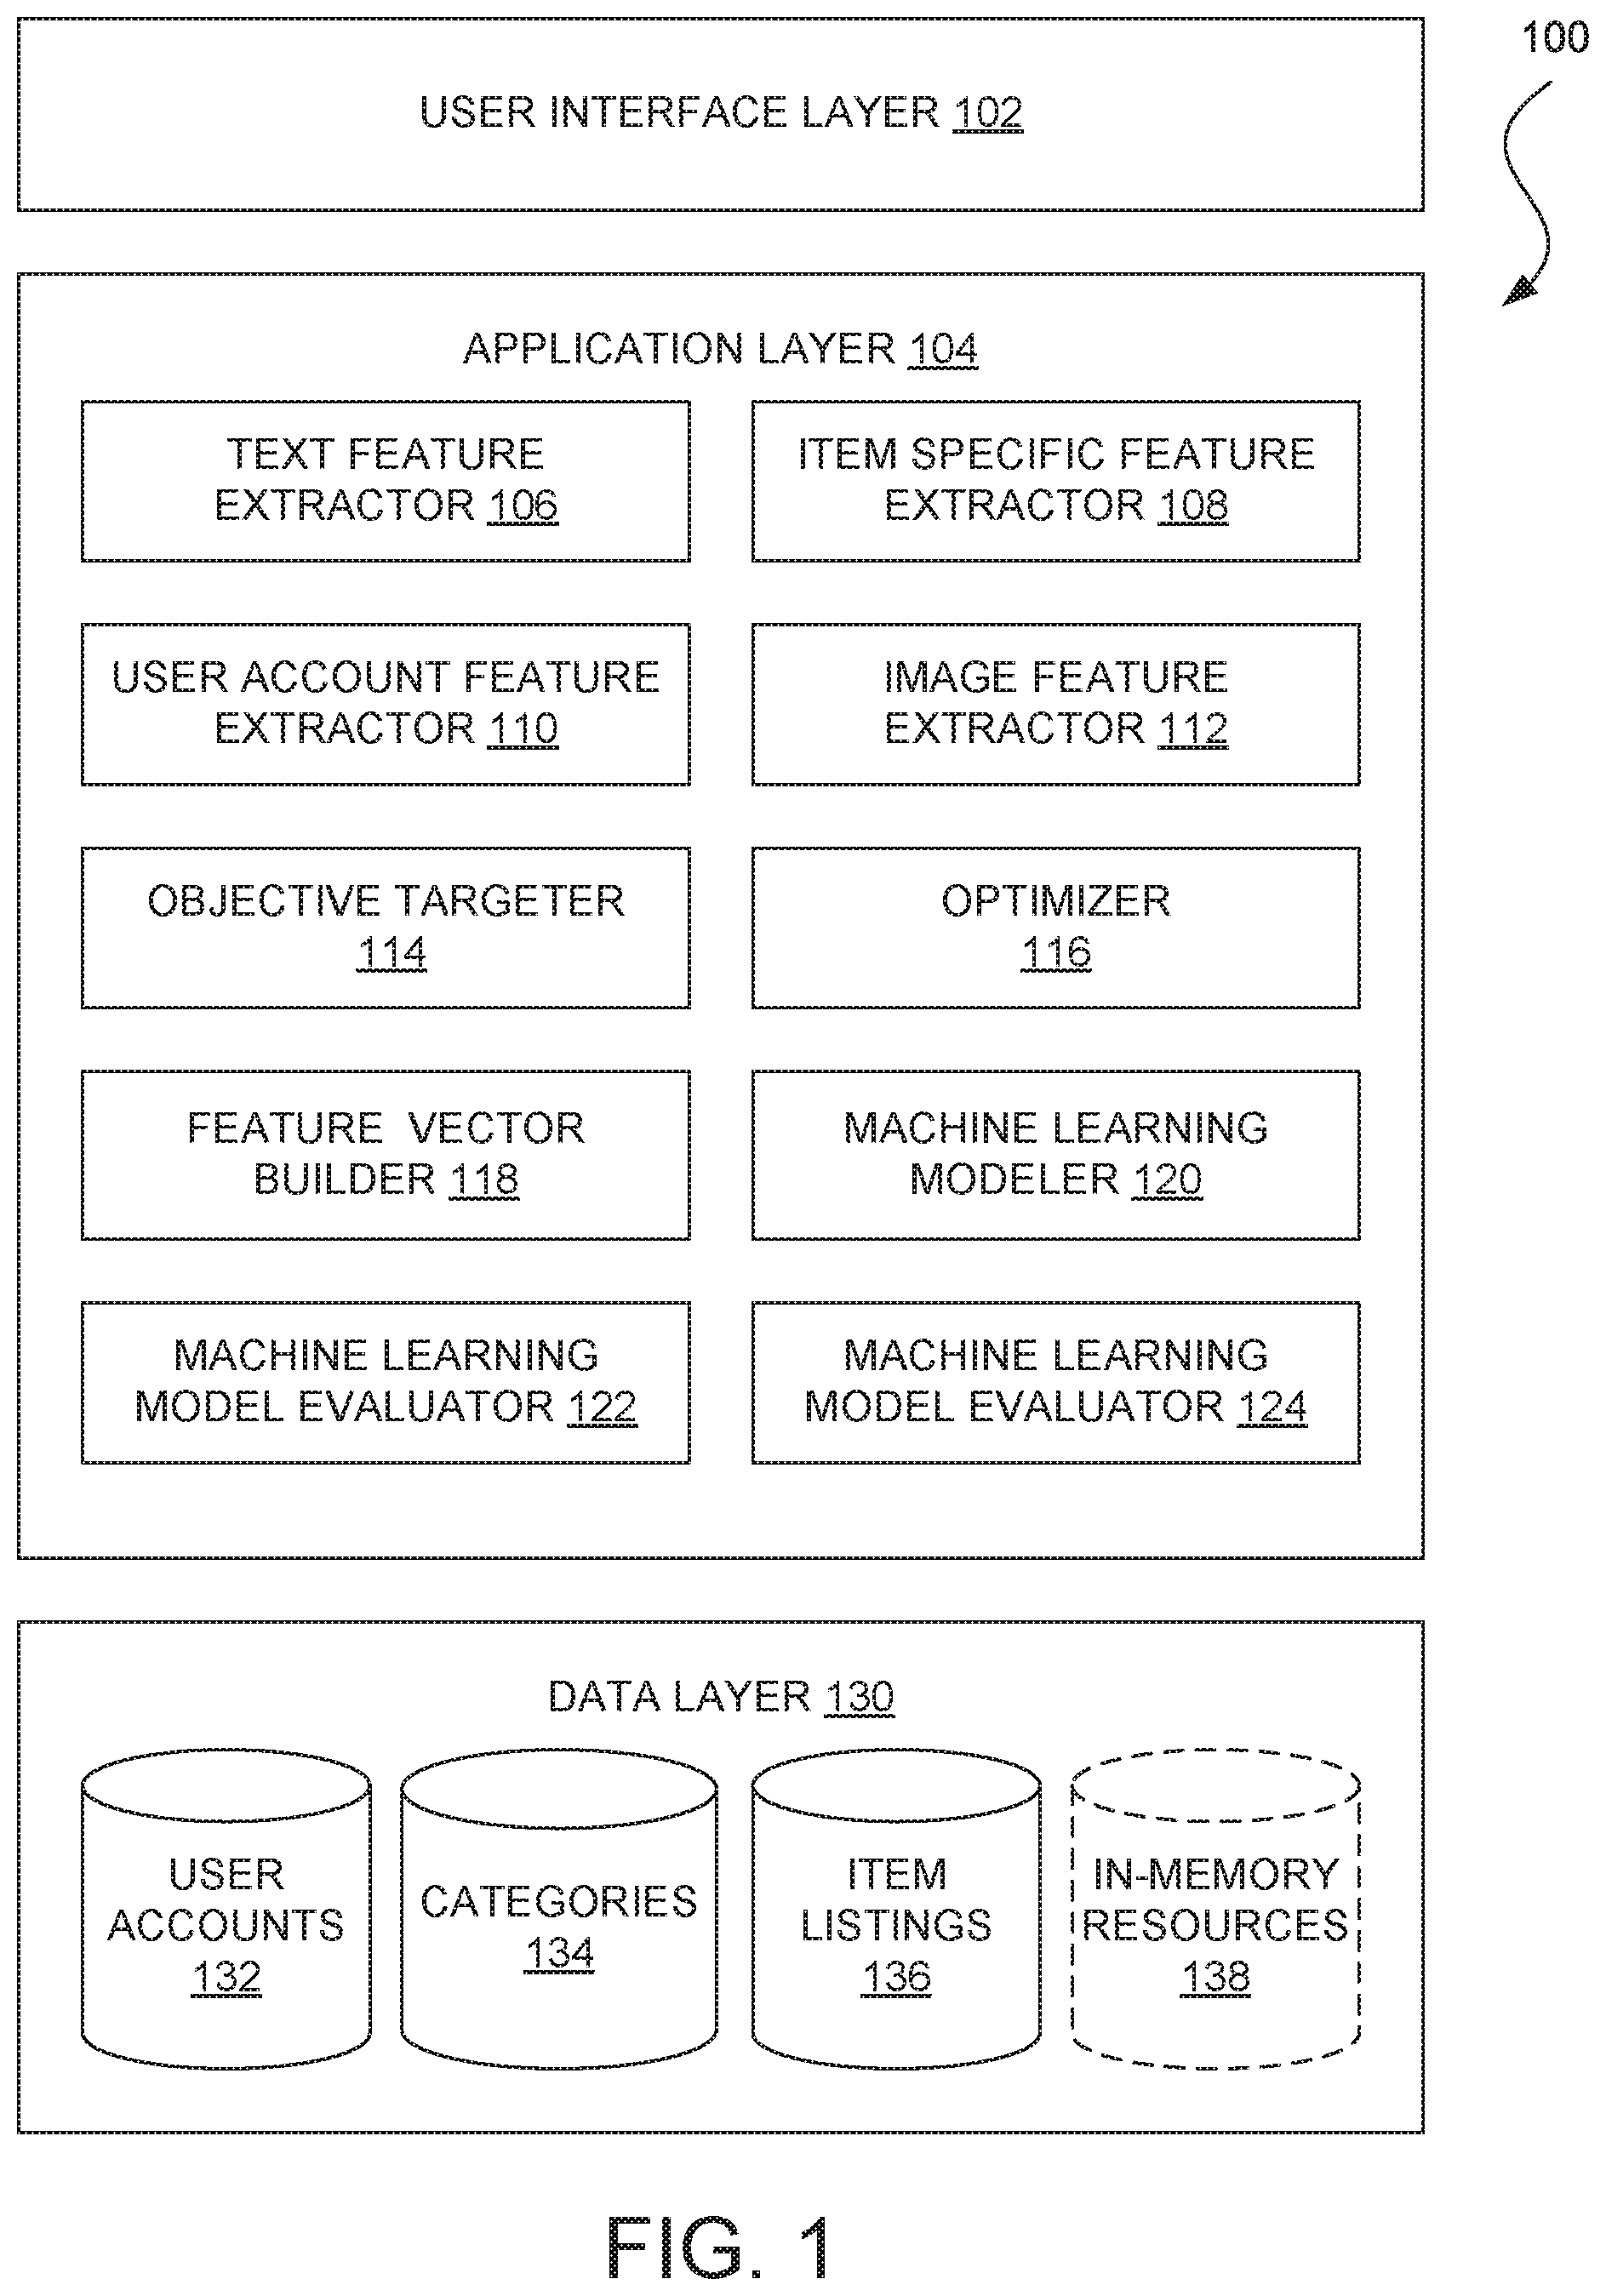 100
USER INTERFACE LAYER 102
APPLICATION LAYER 104
TEXT FEATURE
EXTRACTOR 106
ITEM SPECIFIC FEATURE
EXTRACTOR 108
USER ACCOUNT FEATURE
EXTRACTOR 110
IMAGE FEATURE
EXTRACTOR 112
OBJECTIVE TARGETER
114
OPTIMIZER
116
FEATURE VECTOR
BUILDER 118
MACHINE LEARNING
MODELER 120
MACHINE LEARNING
MODEL EVALUATOR 122
MACHINE LEARNING
MODEL EVALUATOR 124
DATA LAYER 130
USER
ACCOUNTS
132
CATEGORIES
134
ITEM
LISTINGS
136
IN-MEMORY
RESOURCES
138
FIG. 1